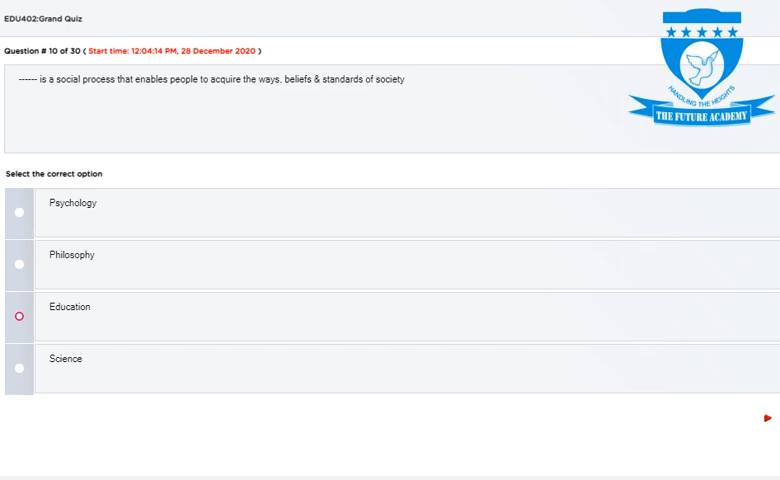 EDU402:Grand Quiz
Question # 10 of 30 ( Start time: 12:04:14 PM, 28 December 2020 )
★★★★★
HANDLING THE HEIGHTS
THE FUTURE ACADEMY
------ is a social process that enables people to acquire the ways, beliefs & standards of society
Select the correct option
Psychology
Philosophy
Education
Science